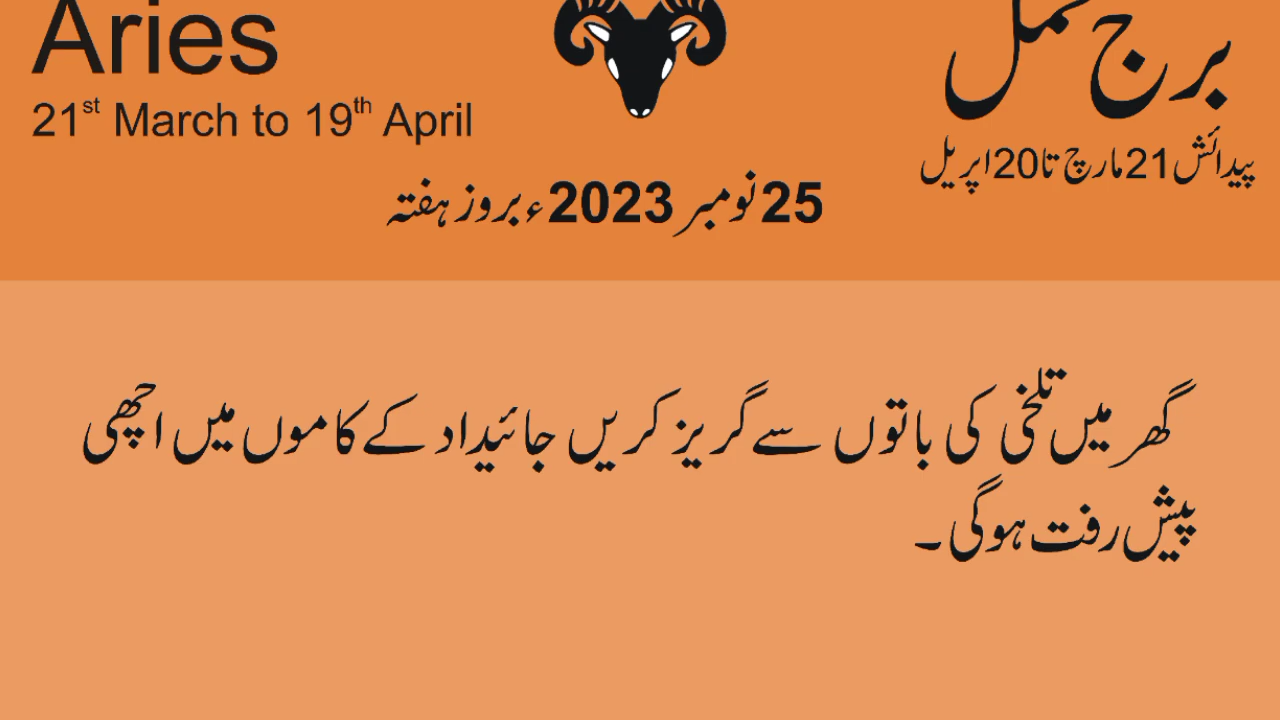 Aries
برج حمل
21st March to 19th April
پیدائش 21 مارچ تا 20 اپریل
25 نومبر 2023ء بروز ہفتہ
گھر میں تلخی کی باتوں سے گریز کریں جائیداد کے کاموں میں اچھی
پیش رفت ہوگی۔